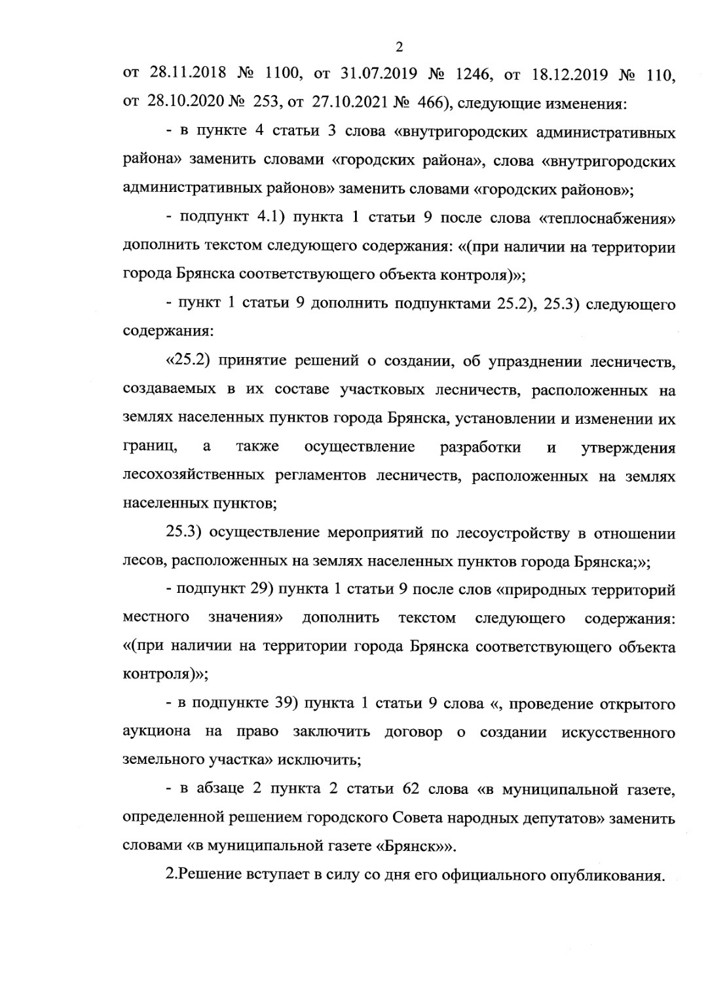 2
от 28.11.2018 № 1100, от 31.07.2019 № 1246, от 18.12.2019 № 110,
от 28.10.2020 № 253, от 27.10.2021 № 466), следующие изменения:
- в пункте 4 статьи 3 слова «внутригородских административных
района» заменить словами «городских района», слова «внутригородских
административных районов» заменить словами «городских районов»;
- подпункт 4.1) пункта 1 статьи 9 после слова «теплоснабжения»
дополнить текстом следующего содержания: «(при наличии на территории
города Брянска соответствующего объекта контроля)»;
- пункт 1 статьи 9 дополнить подпунктами 25.2), 25.3) следующего
содержания:
«25.2) принятие решений о создании, об упразднении лесничеств,
создаваемых в их составе участковых лесничеств, расположенных на
землях населенных пунктов города Брянска, установлении и изменении их
границ, а также осуществление разработки и утверждения
лесохозяйственных регламентов лесничеств, расположенных на землях
населенных пунктов;
25.3) осуществление мероприятий по лесоустройству в отношении
лесов, расположенных на землях населенных пунктов города Брянска;»;
- подпункт 29) пункта 1 статьи 9 после слов «природных территорий
местного значения» дополнить текстом следующего содержания:
«(при наличии на территории города Брянска соответствующего объекта
контроля)»;
- в подпункте 39) пункта 1 статьи 9 слова «, проведение открытого
аукциона на право заключить договор о создании искусственного
земельного участка» исключить;
- в абзаце 2 пункта 2 статьи 62 слова «в муниципальной газете,
определенной решением городского Совета народных депутатов» заменить
словами «в муниципальной газете «Брянск»».
2.Решение вступает в силу со дня его официального опубликования.